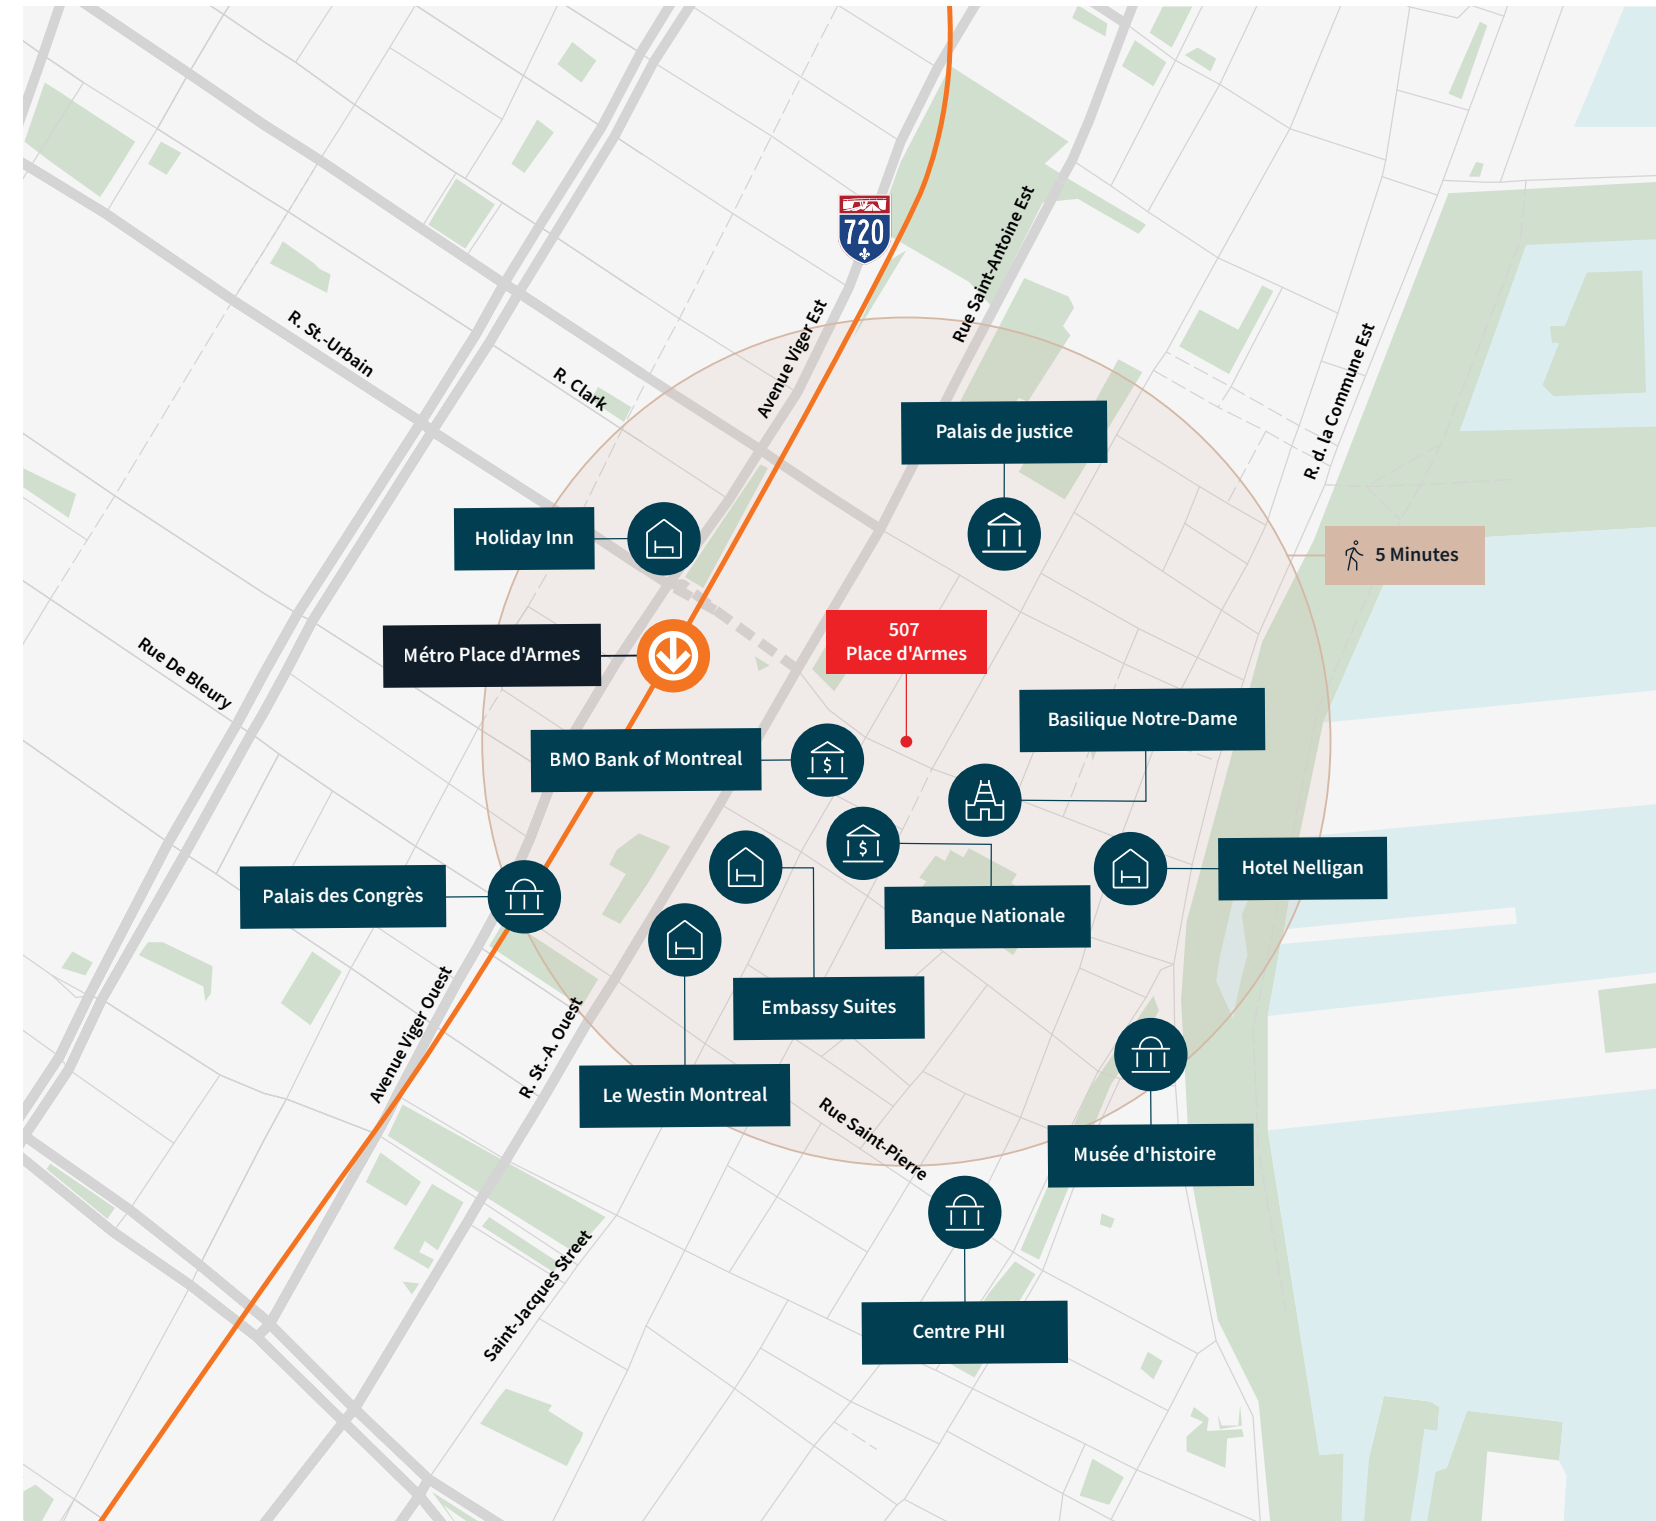 720
Rue Saint-Antoine Est
Avenue Viger Est
R. St.-Urbain
R. Clark
R. d. la Commune Est
Palais de justice
Holiday Inn
5 Minutes
507
Place d'Armes
Métro Place d'Armes
Rue De Bleury
Basilique Notre-Dame
BMO Bank of Montreal
$
$
Hotel Nelligan
Palais des Congrès
Banque Nationale
Embassy Suites
Avenue Viger Ouest
R. St.-A. Ouest
Le Westin Montreal
Rue Saint-Pierre
Musée d'histoire
Saint-Jacques Street
Centre PHI